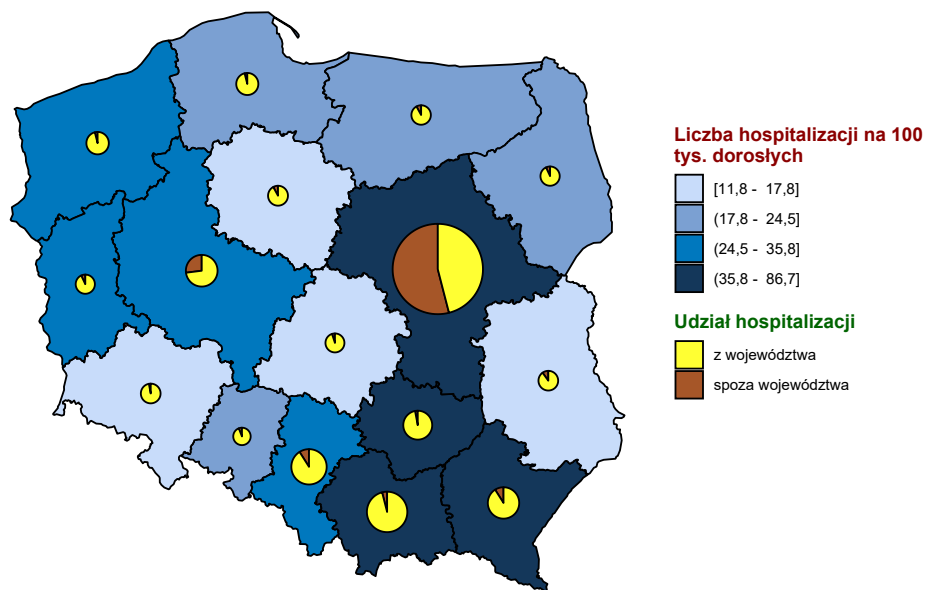 Liczba hospitalizacji na 100
tys. dorosłych
[11,8 - 17,8]
(17,8 - 24,5]
(24,5 - 35,8]
(35,8 - 86,7]
Udział hospitalizacji
z województwa
spoza województwa